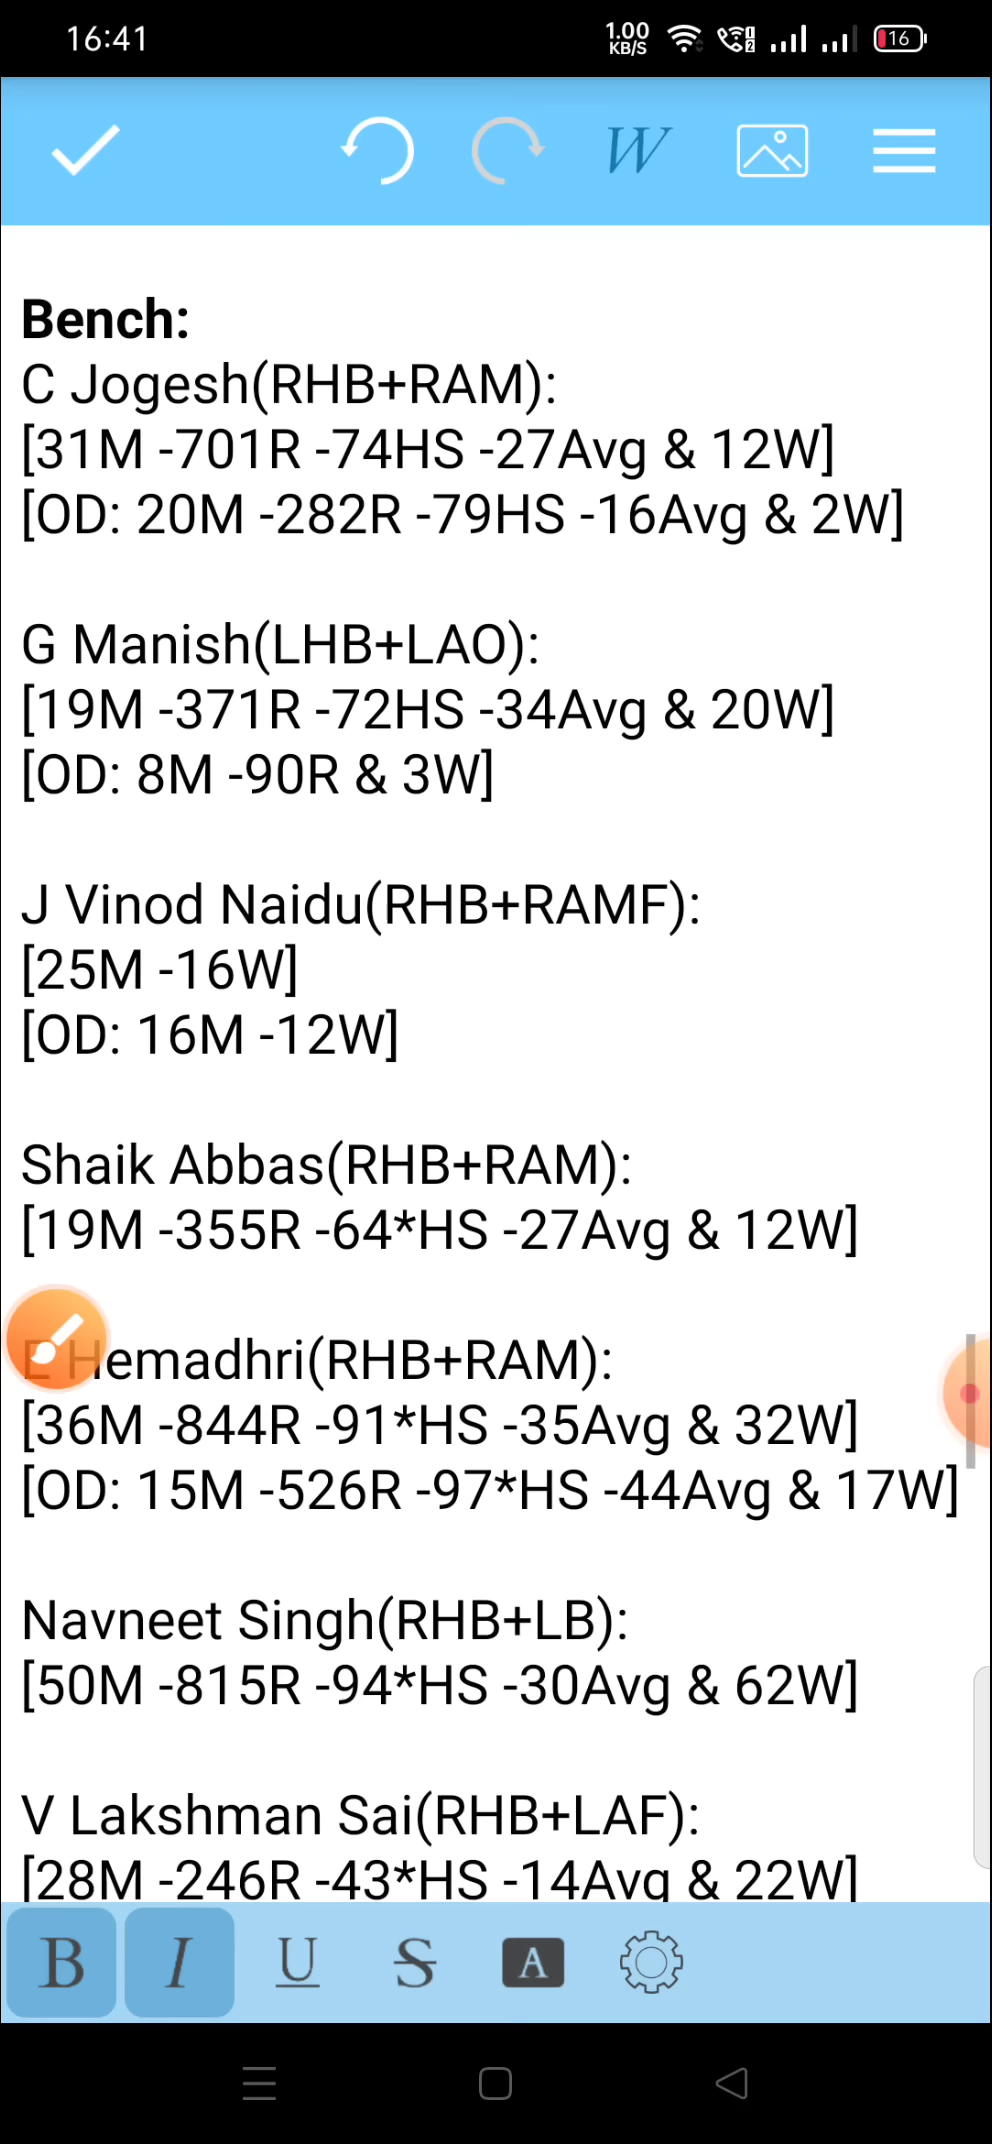 16:41
1.00
KB/S
16
W
Bench:
C Jogesh(RHB+RAM):
[31M -701R -74HS -27Avg & 12W]
[OD: 20M -282R -79HS -16Avg & 2W]
G Manish(LHB+LAO):
[19M -371R -72HS -34Avg & 20W]
[OD: 8M -90R & 3W]
J Vinod Naidu(RHB+RAMF):
[25M -16W]
[OD: 16M -12W]
Shaik Abbas(RHB+RAM):
[19M -355R -64*HS -27Avg & 12W]
E Hemadhri(RHB+RAM):
[36M -844R -91*HS -35Avg & 32W]
[OD: 15M -526R -97*HS -44Avg & 17W]
Navneet Singh(RHB+LB):
[50M -815R -94*HS -30Avg & 62W]
V Lakshman Sai(RHB+LAF):
[28M -246R -43*HS -14Avg & 22W]
B I U S A